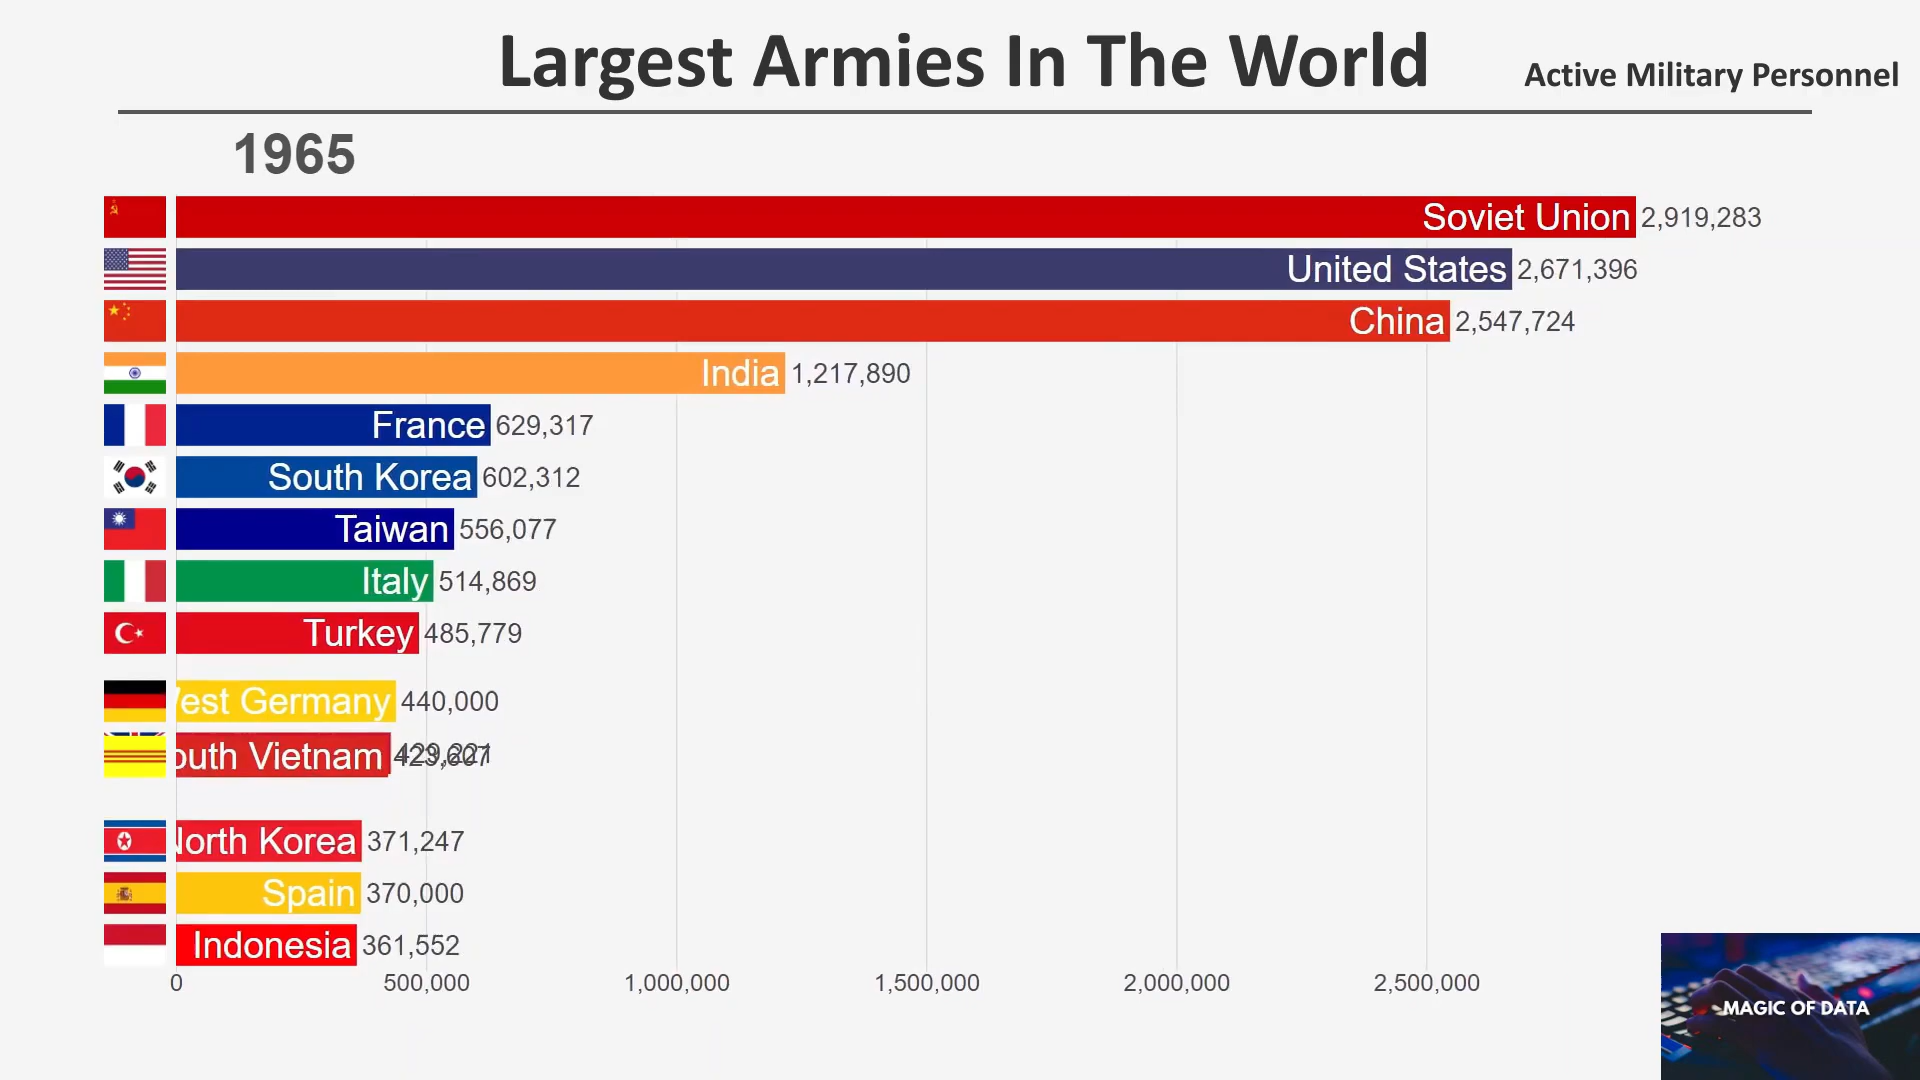 Largest Armies In The World
Active Military Personnel
1965
Soviet Union 2,919,283
United States 2,671,396
China 2,547,724
India 1,217,890
France 629,317
South Korea 602,312
Taiwan 556,077
Italy 514,869
Turkey 485,779
est Germany 440,000
outh Vietnam
North Korea 371,247
Spain 370,000
Indonesia 361,552
0 500,000 1,000,000 1,500,000 2,000,000 2,500,000
MAGIC OF DATA